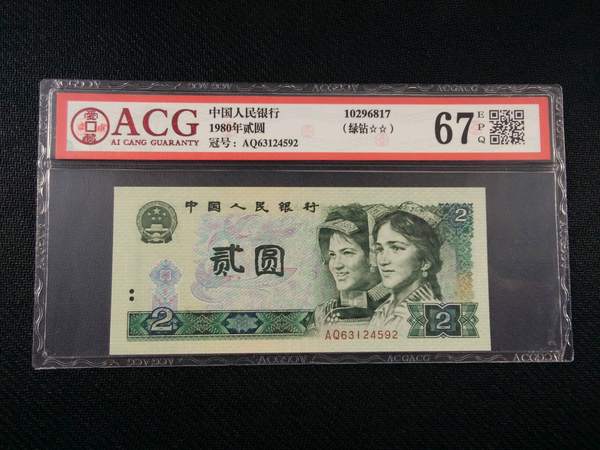 ACG
AI CANG GUARANTY
中国人民银行
1980年贰圆
冠号: AQ63124592
10296817
(绿钻☆☆)
67
EPQ
中国人民银行
2
贰圆
2
AQ63124592
2
ACGACG